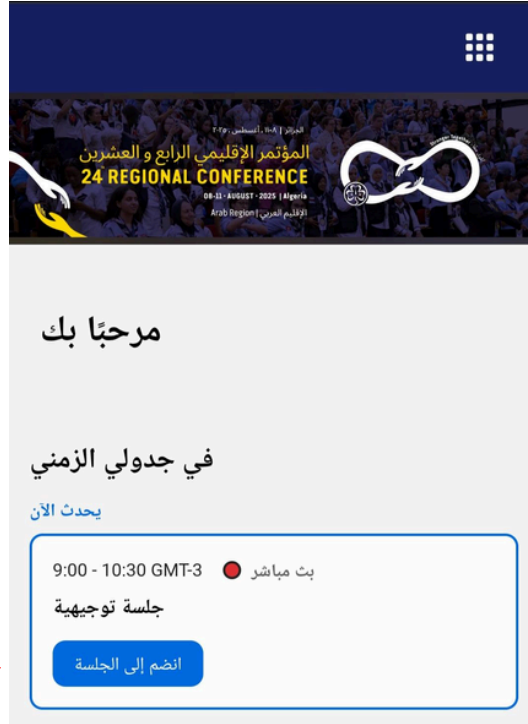 الجزائر | ٨-١١ . أغسطس . ٢٠٢٥
المؤتمر الإقليمي الرابع و العشرين
24 REGIONAL CONFERENCE
08-11 - AUGUST - 2025 | Algeria
Arab Region | الإقليم العربي
Stronger Together
مرحبًا بك
في جدولي الزمني
يحدث الآن
9:00 - 10:30 GMT-3 بث مباشر
جلسة توجيهية
انضم إلى الجلسة